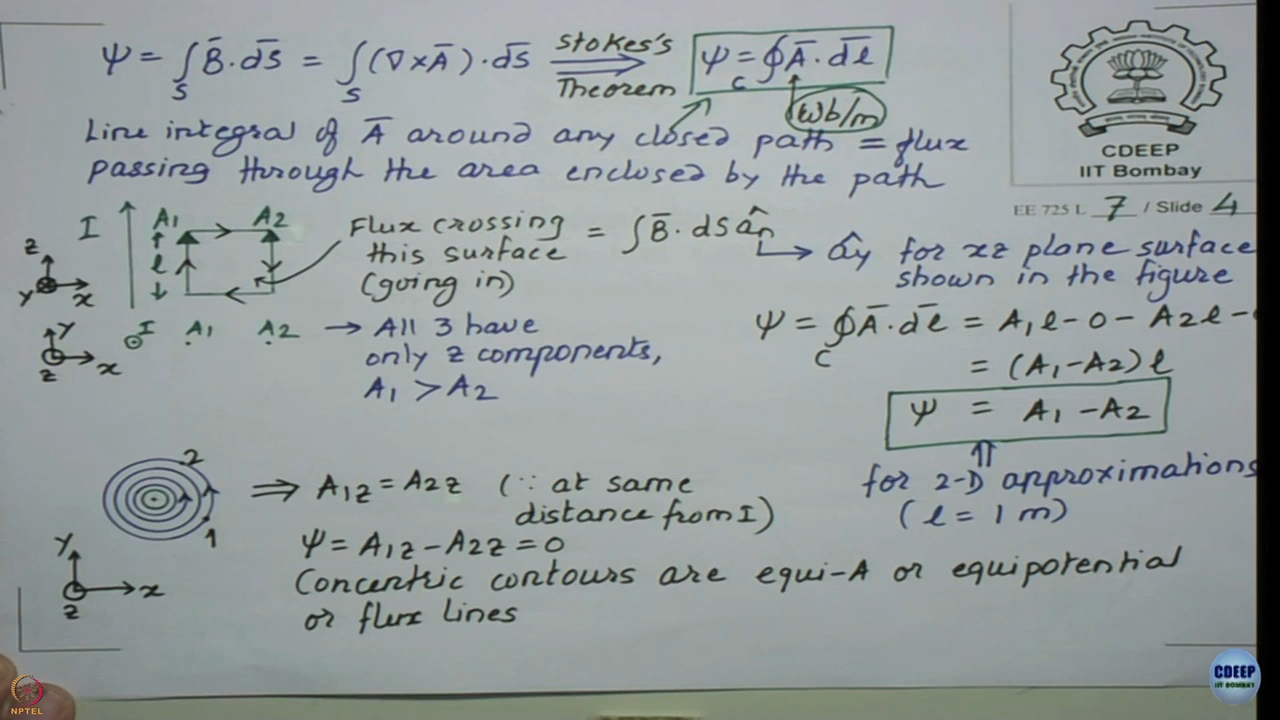 Ψ = ∫_S B̄·ds̄ = ∫_S (∇×Ā)·ds̄ Stokes's Theorem ⟹ Ψ = ∮_C Ā·dl̄
wb/m
Line integral of Ā around any closed path = flux
passing through the area enclosed by the path
CDEEP
IIT Bombay
EE 725 L 7 / Slide 4
I A1 A2
l
z
y x
Flux crossing
this surface
(going in)
= ∫ B̄·ds ân
→ ây for xz plane surface
shown in the figure
y
z x
I A1 A2 → All 3 have
only z components,
A1 > A2
Ψ = ∮_C Ā·dl̄ = A1l − 0 − A2l −
= (A1−A2) l
Ψ = A1 − A2
⇑
for 2-D approximations
(l = 1 m)
2
1
⟹ A1z = A2z (∵ at same
distance from I)
Ψ = A1z − A2z = 0
y
z x
Concentric contours are equi-A or equipotential
or flux lines
NPTEL
CDEEP
IIT BOMBAY